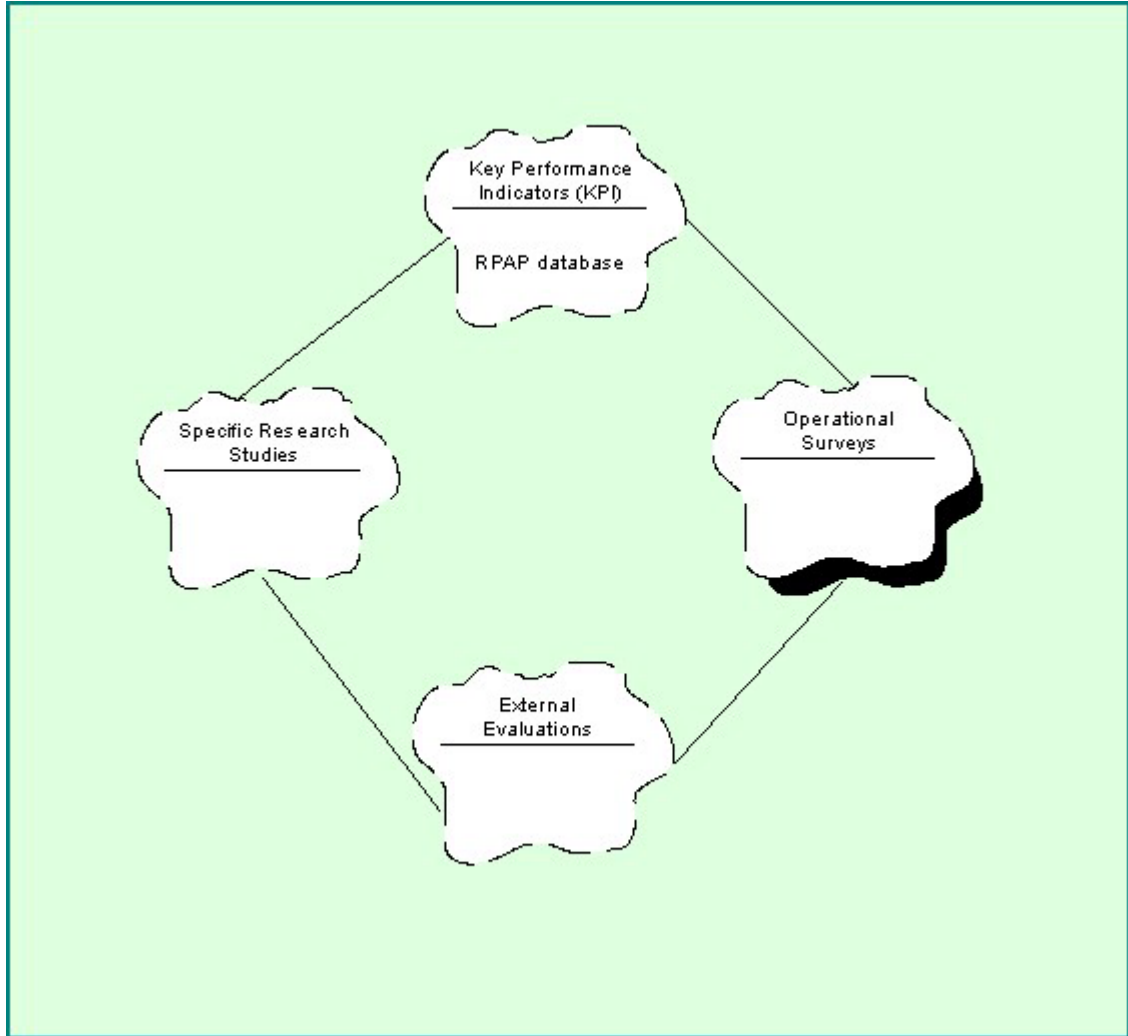 Key Performance
Indicators (KPI)
RPAP database
Specific Research
Studies
Operational
Surveys
External
Evaluations